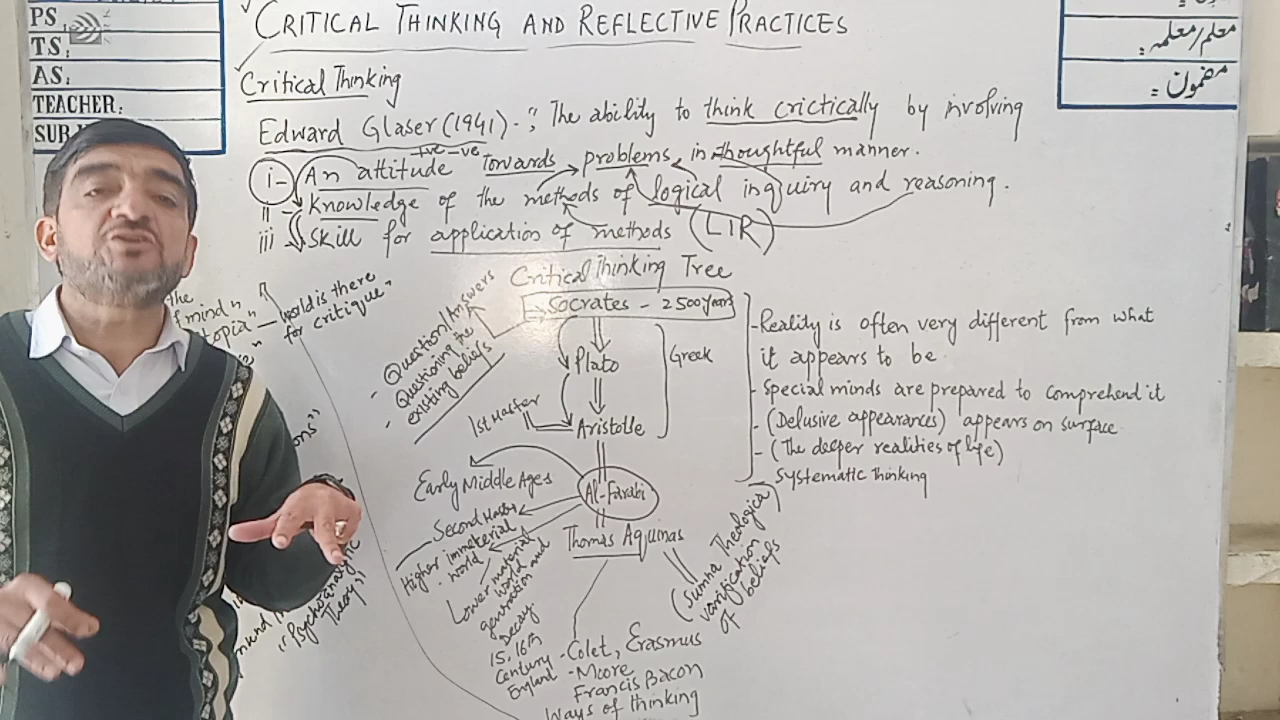 PS,
TS:
AS:
TEACHER:
معلم/معلمہ:
مضمون:
CRITICAL THINKING AND REFLECTIVE PRACTICES
Critical Thinking
Edward Glaser (1941) - ; The ability to think crictically by involving
+ve -ve
i- An attitude Towards problems in thoughtful manner.
ii - Knowledge of the methods of logical inquiry and reasoning.
iii Skill for application of methods (LIR)
Critical Thinking Tree
Socrates - 2500 years
Plato
Aristotle
Greek
1st Master
- Question/Answers
- Questioning the
existing beliefs
- Reality is often very different from what
it appears to be.
- Special minds are prepared to comprehend it
- (Delusive appearances) appears on surface
- (The deeper realities of life)
Systematic Thinking
Al-Farabi
Early Middle Ages
Second Master
Higher immaterial
world
Lower material
world
generation and
Decay
Thomas Aquinas
(Sumha Theologica)
varification
of beliefs
15, 16th
Century
England
- Colet, Erasmus
- Moore
Francis Bacon
Ways of thinking
the
mind"
topia" - world is there
for critique"
"Psychoanalytic
Theory"